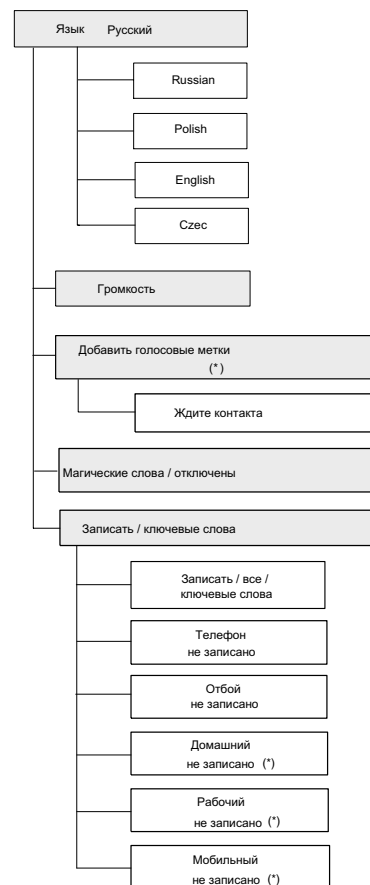 Язык Русский
Russian
Polish
English
Czec
Громкость
Добавить голосовые метки
(*)
Ждите контакта
Магические слова / отключены
Записать / ключевые слова
Записать / все /
ключевые слова
Телефон
не записано
Отбой
не записано
Домашний
не записано (*)
Рабочий
не записано (*)
Мобильный
не записано (*)